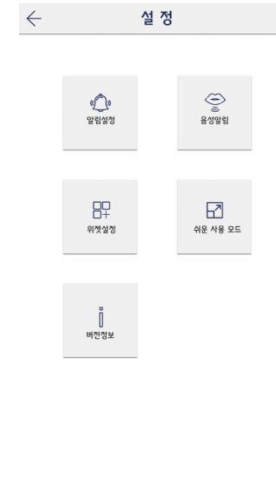 설 정
알림설정
음성알림
위젯설정
쉬운 사용 모드
버전정보